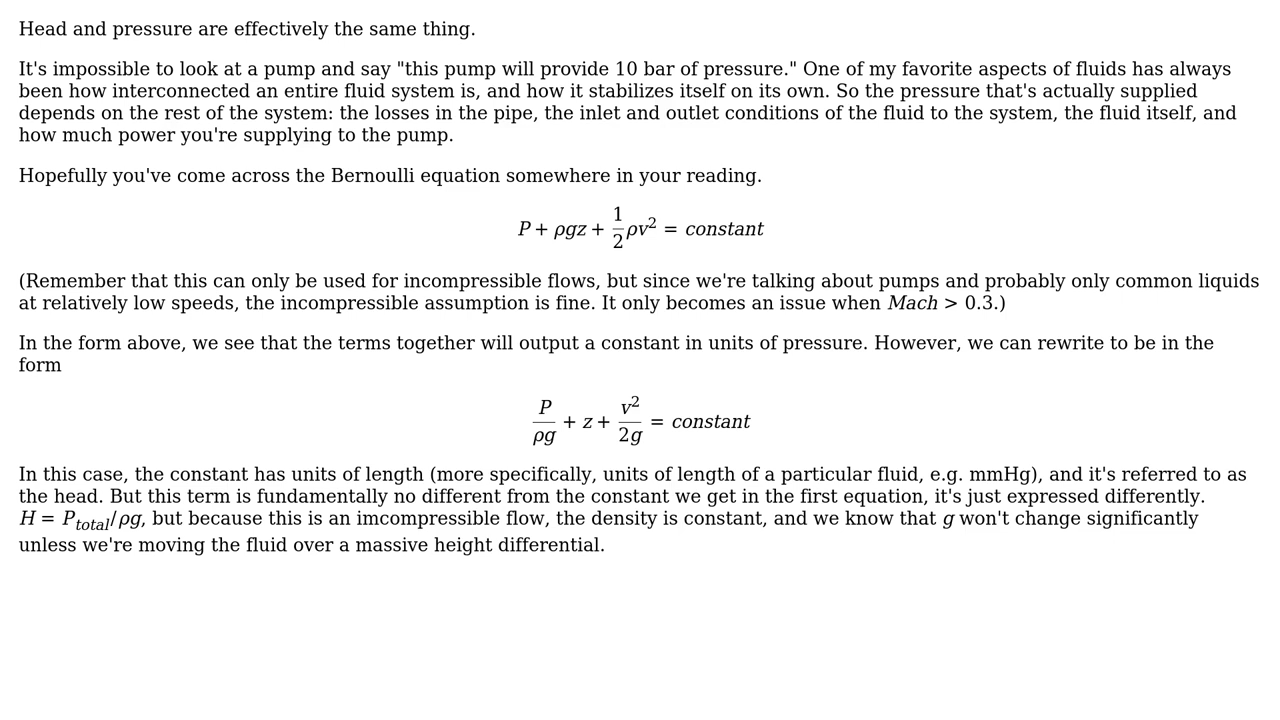 Head and pressure are effectively the same thing.
It's impossible to look at a pump and say "this pump will provide 10 bar of pressure." One of my favorite aspects of fluids has always
been how interconnected an entire fluid system is, and how it stabilizes itself on its own. So the pressure that's actually supplied
depends on the rest of the system: the losses in the pipe, the inlet and outlet conditions of the fluid to the system, the fluid itself, and
how much power you're supplying to the pump.
Hopefully you've come across the Bernoulli equation somewhere in your reading.
P + ρgz + 1/2 ρv² = constant
(Remember that this can only be used for incompressible flows, but since we're talking about pumps and probably only common liquids
at relatively low speeds, the incompressible assumption is fine. It only becomes an issue when Mach > 0.3.)
In the form above, we see that the terms together will output a constant in units of pressure. However, we can rewrite to be in the
form
P/ρg + z + v²/2g = constant
In this case, the constant has units of length (more specifically, units of length of a particular fluid, e.g. mmHg), and it's referred to as
the head. But this term is fundamentally no different from the constant we get in the first equation, it's just expressed differently.
H = P_total/ρg, but because this is an imcompressible flow, the density is constant, and we know that g won't change significantly
unless we're moving the fluid over a massive height differential.